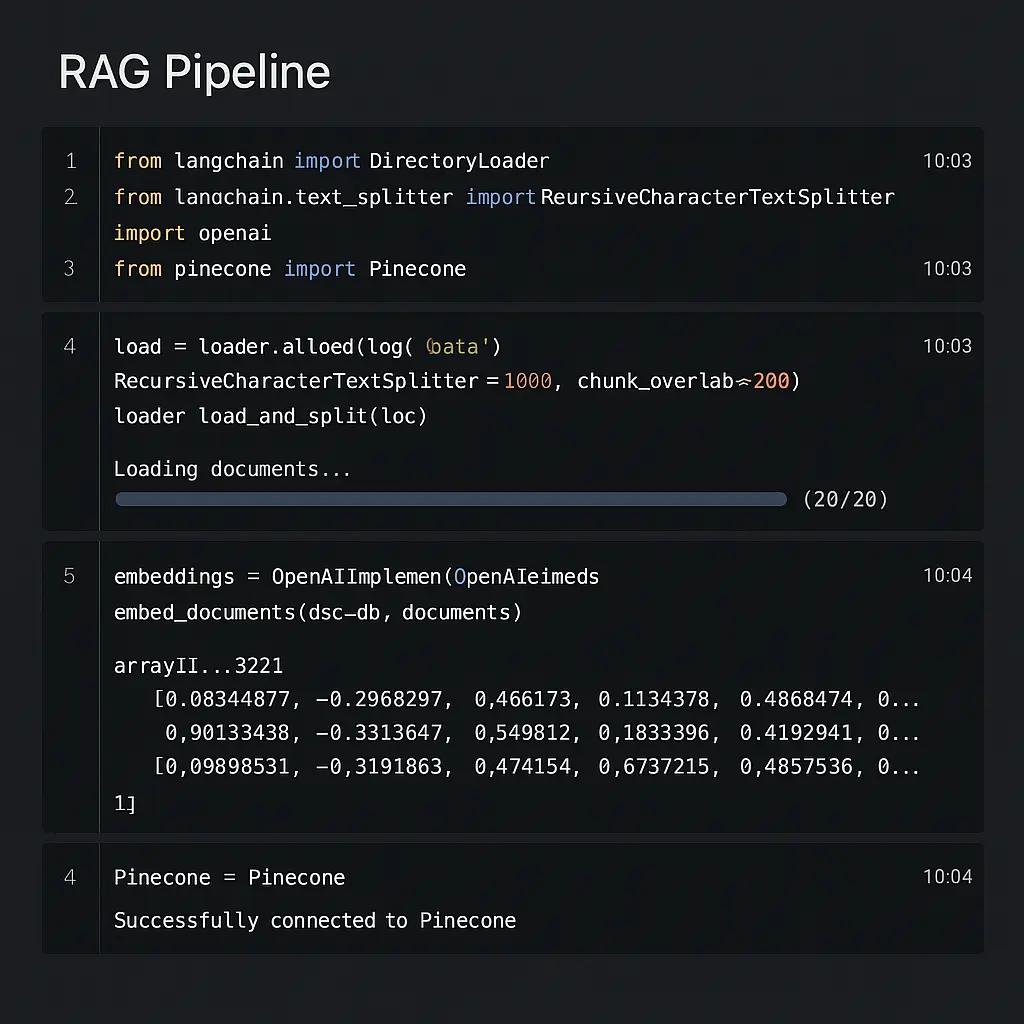 RAG Pipeline
1 from langchain import DirectoryLoader 10:03
2 from langchain.text_splitter import ReursiveCharacterTextSplitter
import openai
3 from pinecone import Pinecone 10:03
4 load = loader.alloed(log( ata') 10:03
RecursiveCharacterTextSplitter = 1000, chunk_overlab 200)
loader load_and_split(loc)
Loading documents...
(20/20)
5 embeddings = OpenAIImplemen(OpenAIeimeds 10:04
embed_documents(dsc–db, documents)
arrayII...3221
[0.08344877, −0.2968297, 0,466173, 0.1134378, 0.4868474, 0...
0,90133438, −0.3313647, 0,549812, 0,1833396, 0.4192941, 0...
[0,09898531, −0,3191863, 0,474154, 0,6737215, 0,4857536, 0...
1]
4 Pinecone = Pinecone 10:04
Successfully connected to Pinecone